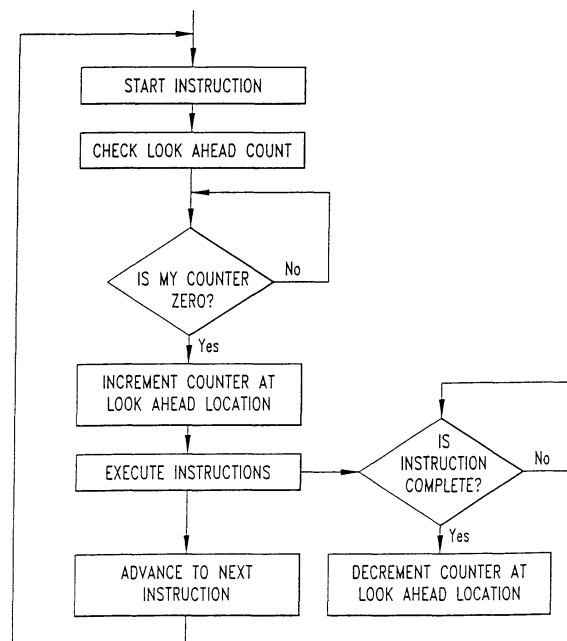 START INSTRUCTION
CHECK LOOK AHEAD COUNT
IS MY COUNTER
ZERO?
No
Yes
INCREMENT COUNTER AT
LOOK AHEAD LOCATION
EXECUTE INSTRUCTIONS
IS
INSTRUCTION
COMPLETE?
No
Yes
ADVANCE TO NEXT
INSTRUCTION
DECREMENT COUNTER AT
LOOK AHEAD LOCATION